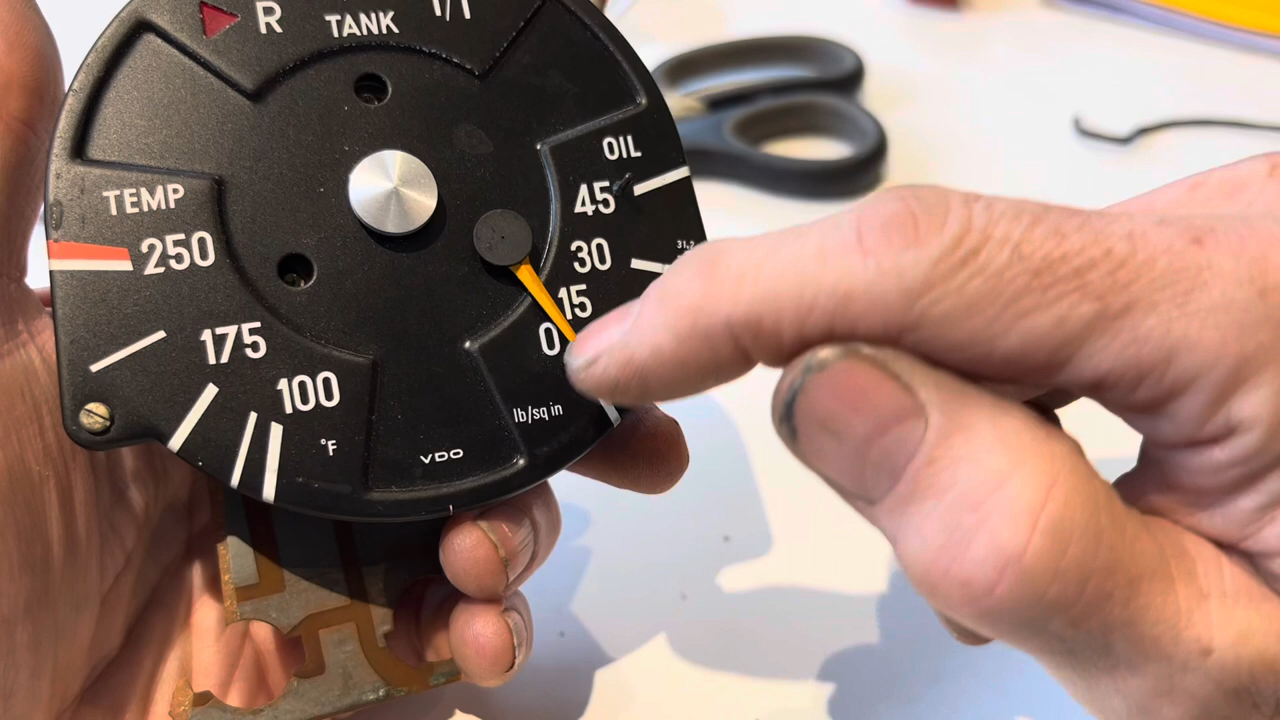 R
TANK
1/1
OIL
45
30
15
0
lb/sq in
TEMP
250
175
100
°F
VDO